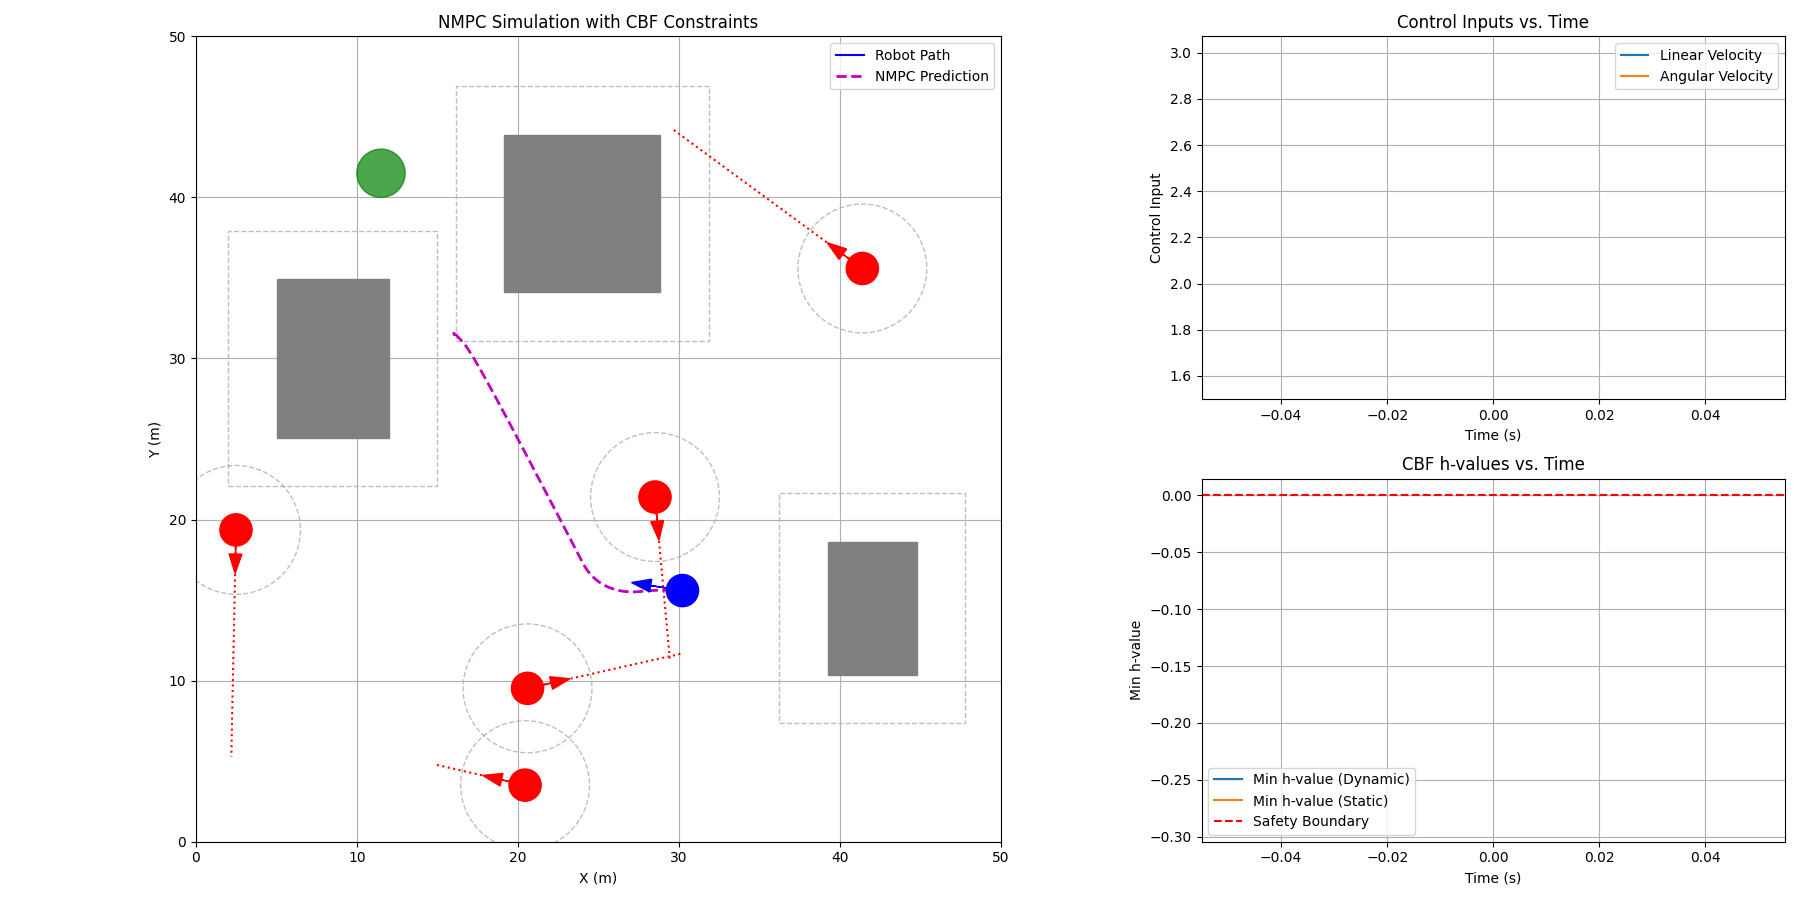 NMPC Simulation with CBF Constraints
50
40
30
20
10
0
Y (m)
0 10 20 30 40 50
X (m)
Robot Path
NMPC Prediction
Control Inputs vs. Time
3.0
2.8
2.6
2.4
2.2
2.0
1.8
1.6
Control Input
−0.04 −0.02 0.00 0.02 0.04
Time (s)
Linear Velocity
Angular Velocity
CBF h-values vs. Time
0.00
−0.05
−0.10
−0.15
−0.20
−0.25
−0.30
Min h-value
Min h-value (Dynamic)
Min h-value (Static)
Safety Boundary
−0.04 −0.02 0.00 0.02 0.04
Time (s)